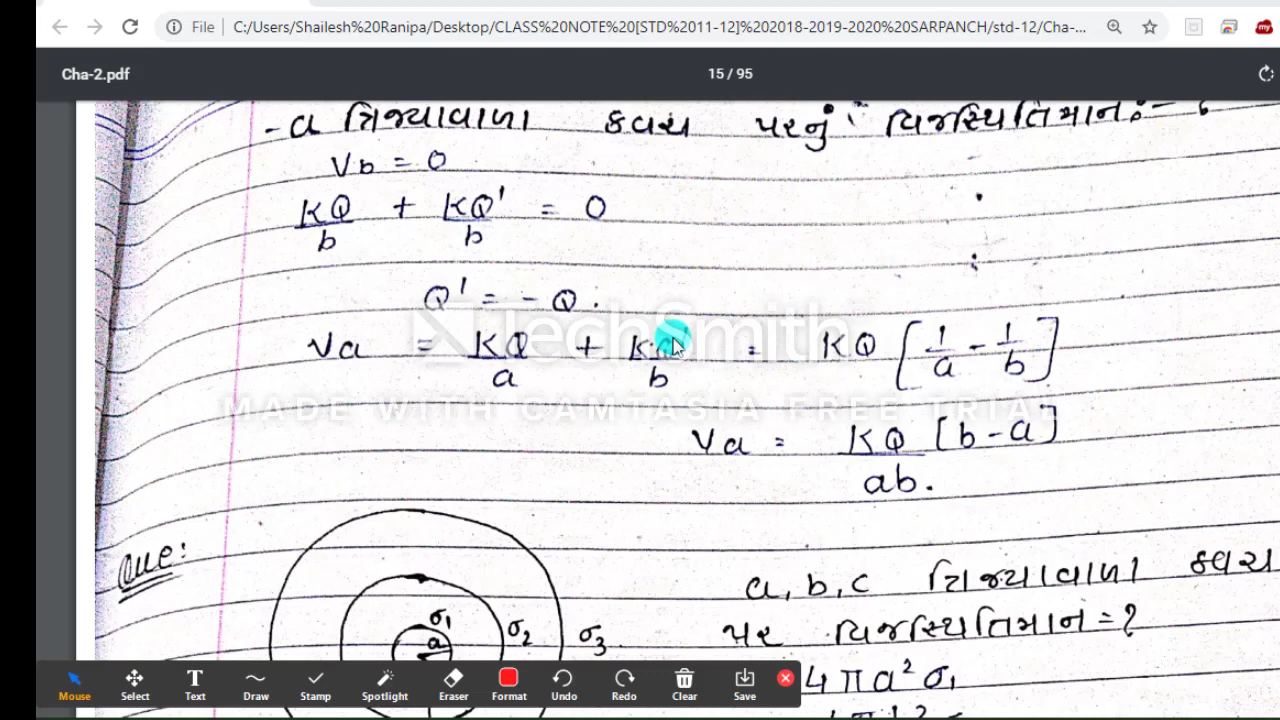 File | C:/Users/Shailesh%20Ranipa/Desktop/CLASS%20NOTE%20[STD%2011-12]%202018-2019-2020%20SARPANCH/std-12/Cha-...
Cha-2.pdf 15 / 95
- a ત્રિજ્યાવાળા કવચ પરનું વિજસ્થિતિમાન :-
Vb = 0
KQ/b + KQ'/b = 0
Q' = - Q .
Va = KQ/a + KQ'/b = KQ [1/a - 1/b]
TechSmith
MADE WITH CAMTASIA FREE TRIAL
Va = KQ/ab [b - a]
Que:
a, b, c ત્રિજ્યાવાળા કવચ
પર વિજસ્થિતિમાન = ?
σ1
a
σ2
σ3
4πa²σ1
Mouse Select Text Draw Stamp Spotlight Eraser Format Undo Redo Clear Save